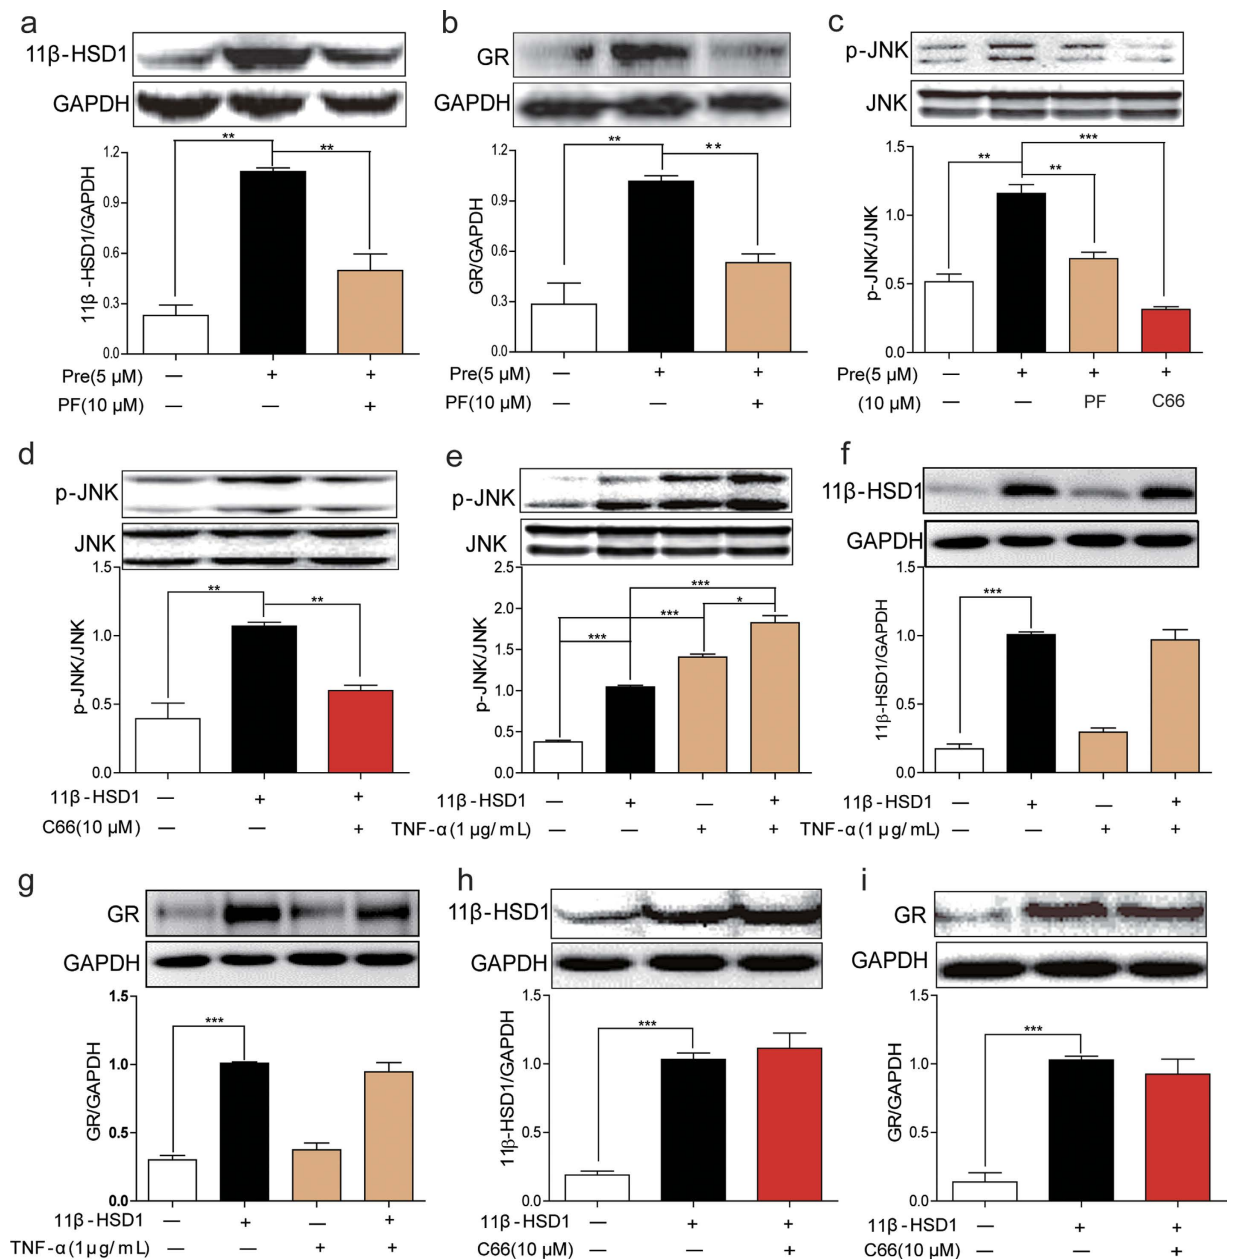 a
11β-HSD1
GAPDH
** **
11β -HSD1/GAPDH
1.2
0.9
0.6
0.3
0.0
Pre(5 μM) — + +
PF(10 μM) — — +
b
GR
GAPDH
** **
GR/GAPDH
1.2
0.9
0.6
0.3
0.0
Pre(5 μM) — + +
PF(10 μM) — — +
c
p-JNK
JNK
***
** **
p-JNK/JNK
1.5
1.0
0.5
0.0
Pre(5 μM) — + + +
(10 μM) — — PF C66
d
p-JNK
JNK
** **
p-JNK/JNK
1.5
1.0
0.5
0.0
11β-HSD1 — + +
C66(10 μM) — — +
e
p-JNK
JNK
***
*
***
***
p-JNK/JNK
2.5
2.0
1.5
1.0
0.5
0.0
11β-HSD1 — + — +
TNF-α(1 μg/mL) — — + +
f
11β-HSD1
GAPDH
***
11β-HSD1/GAPDH
1.5
1.0
0.5
0.0
11β-HSD1 — + — +
TNF-α(1 μg/mL) — — + +
g
GR
GAPDH
***
GR/GAPDH
1.5
1.0
0.5
0.0
11β-HSD1 — + — +
TNF-α(1μg/mL) — — + +
h
11β-HSD1
GAPDH
***
11β-HSD1/GAPDH
1.5
1.0
0.5
0.0
11β-HSD1 — + +
C66(10 μM) — — +
i
GR
GAPDH
***
GR/GAPDH
1.5
1.0
0.5
0.0
11β-HSD1 — + +
C66(10 μM) — — +